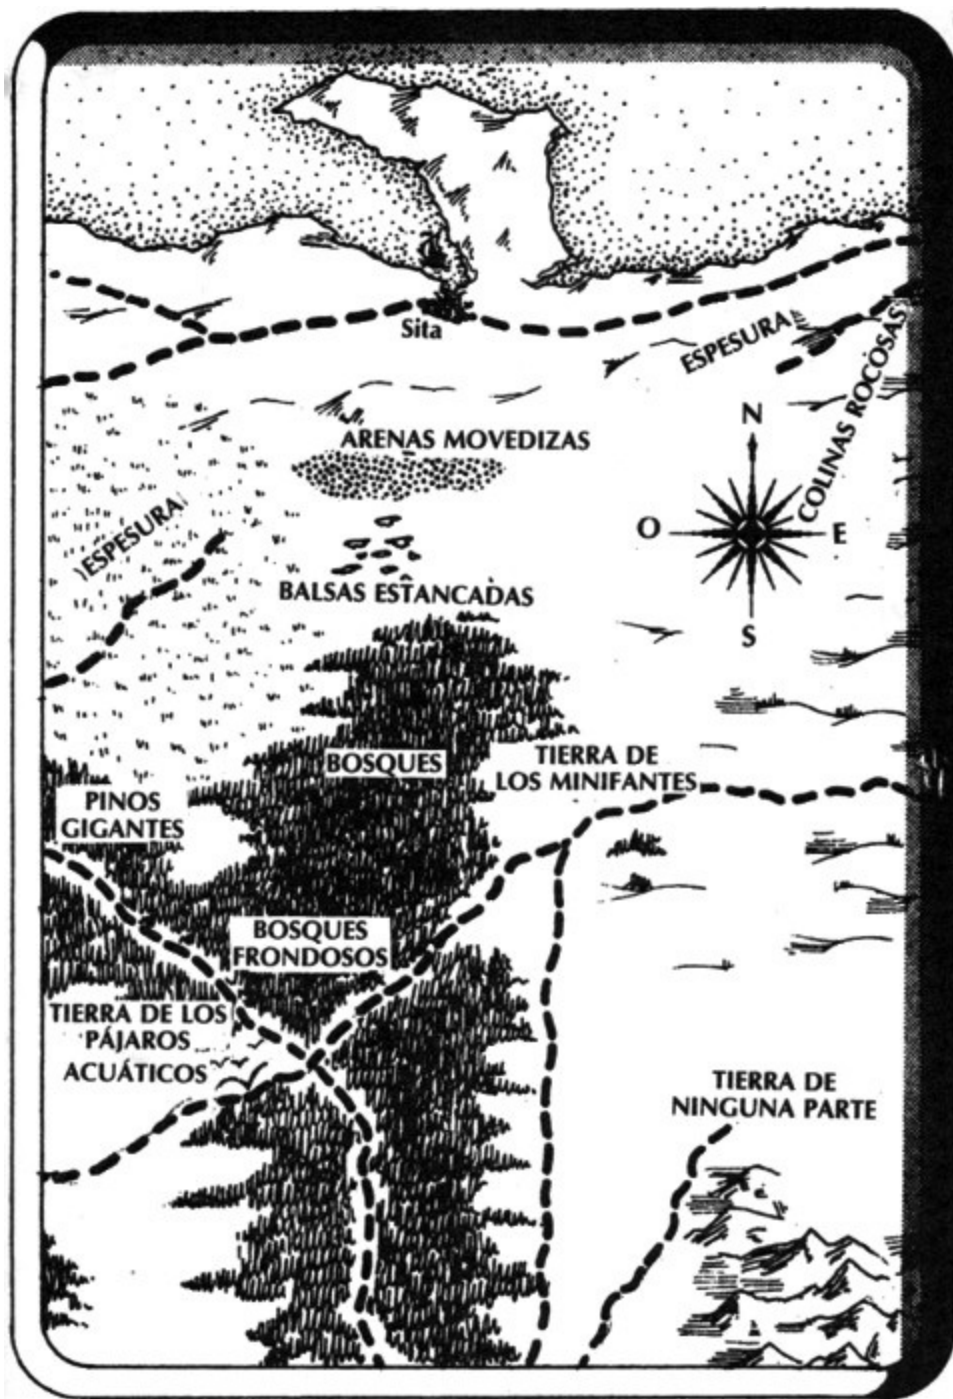 Sita
ESPESURA
COLINAS ROCOSAS
ARENAS MOVEDIZAS
N
O
E
S
ESPESURA
BALSAS ESTANCADAS
BOSQUES
TIERRA DE
LOS MINIFANTES
PINOS
GIGANTES
BOSQUES
FRONDOSOS
TIERRA DE LOS
PÁJAROS
ACUÁTICOS
TIERRA DE
NINGUNA PARTE